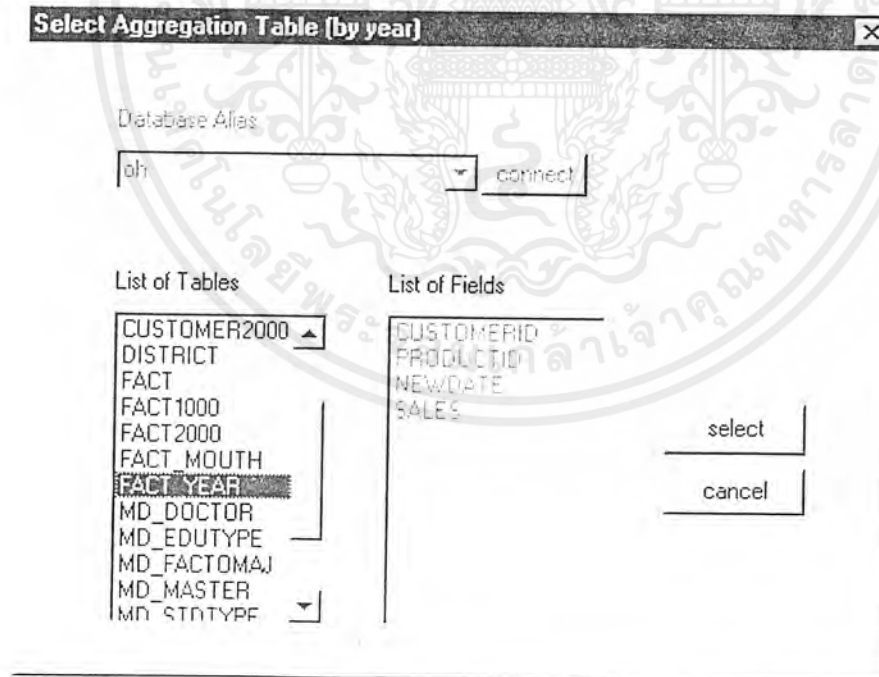 Select Aggregation Table (by year)
Database Alias
oh
connect
List of Tables
List of Fields
CUSTOMER2000
DISTRICT
FACT
FACT1000
FACT2000
FACT_MOUTH
FACT_YEAR
MD_DOCTOR
MD_EDUTYPE
MD_FACTOMAJ
MD_MASTER
MD_STDTYPE
CUSTOMERID
PRODUCTID
NEWDATE
SALES
select
cancel